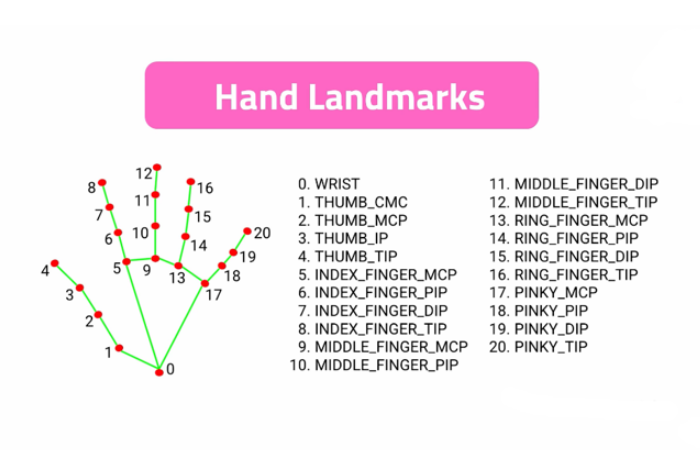 Hand Landmarks
12
8
16
11
7
15
10
20
6
14
19
5
9
13
18
4
17
3
2
1
0
0. WRIST
1. THUMB_CMC
2. THUMB_MCP
3. THUMB_IP
4. THUMB_TIP
5. INDEX_FINGER_MCP
6. INDEX_FINGER_PIP
7. INDEX_FINGER_DIP
8. INDEX_FINGER_TIP
9. MIDDLE_FINGER_MCP
10. MIDDLE_FINGER_PIP
11. MIDDLE_FINGER_DIP
12. MIDDLE_FINGER_TIP
13. RING_FINGER_MCP
14. RING_FINGER_PIP
15. RING_FINGER_DIP
16. RING_FINGER_TIP
17. PINKY_MCP
18. PINKY_PIP
19. PINKY_DIP
20. PINKY_TIP